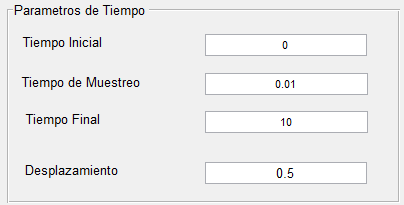 Parametros de Tiempo
Tiempo Inicial 0
Tiempo de Muestreo 0.01
Tiempo Final 10
Desplazamiento 0.5